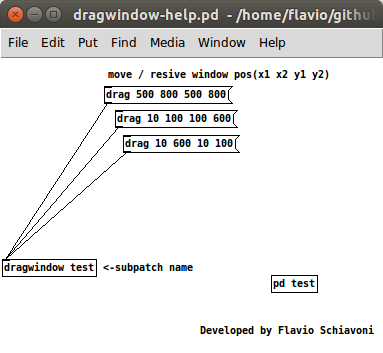 dragwindow-help.pd - /home/flavio/github
File Edit Put Find Media Window Help
move / resive window pos(x1 x2 y1 y2)
drag 500 800 500 800
drag 10 100 100 600
drag 10 600 10 100
dragwindow test <-subpatch name
pd test
Developed by Flavio Schiavoni